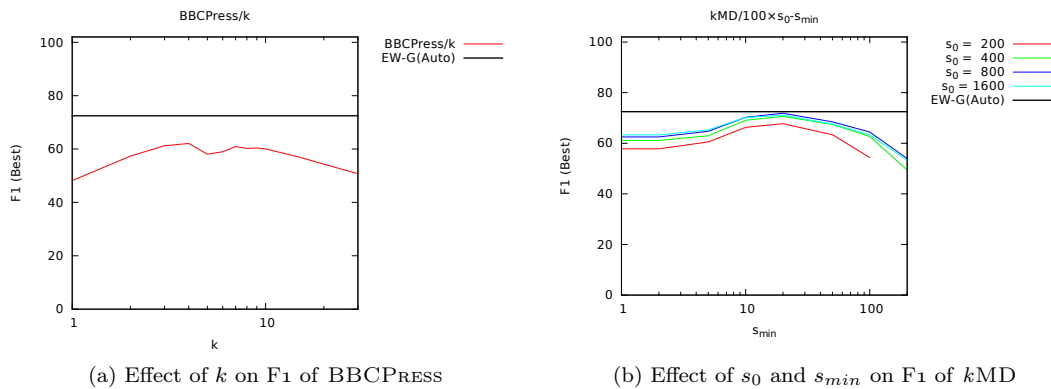 BBCPress/k
100
80
60
40
20
0
F1 (Best)
1
10
k
BBCPress/k
EW-G(Auto)
(a) Effect of k on F1 of BBCPRESS
kMD/100×s0-smin
100
80
60
40
20
0
F1 (Best)
1
10
100
smin
s0 = 200
s0 = 400
s0 = 800
s0 = 1600
EW-G(Auto)
(b) Effect of s0 and smin on F1 of kMD